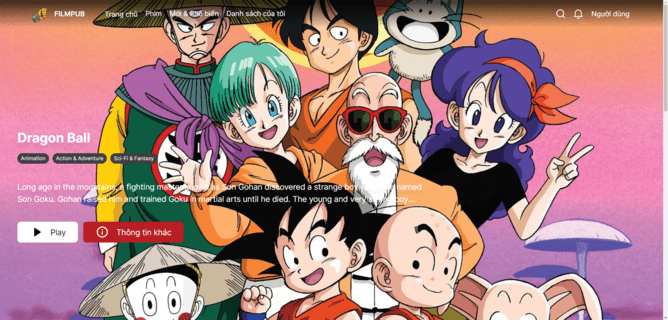 FILMPUB Trang chủ Phim Mới & Phổ biến Danh sách của tôi Người dùng
Dragon Ball
Animation Action & Adventure Sci-Fi & Fantasy
Long ago in the mountains, a fighting master known as Son Gohan discovered a strange boy whom he named
Son Goku. Gohan raised him and trained Goku in martial arts until he died. The young and very strong boy...
Play Thông tin khác